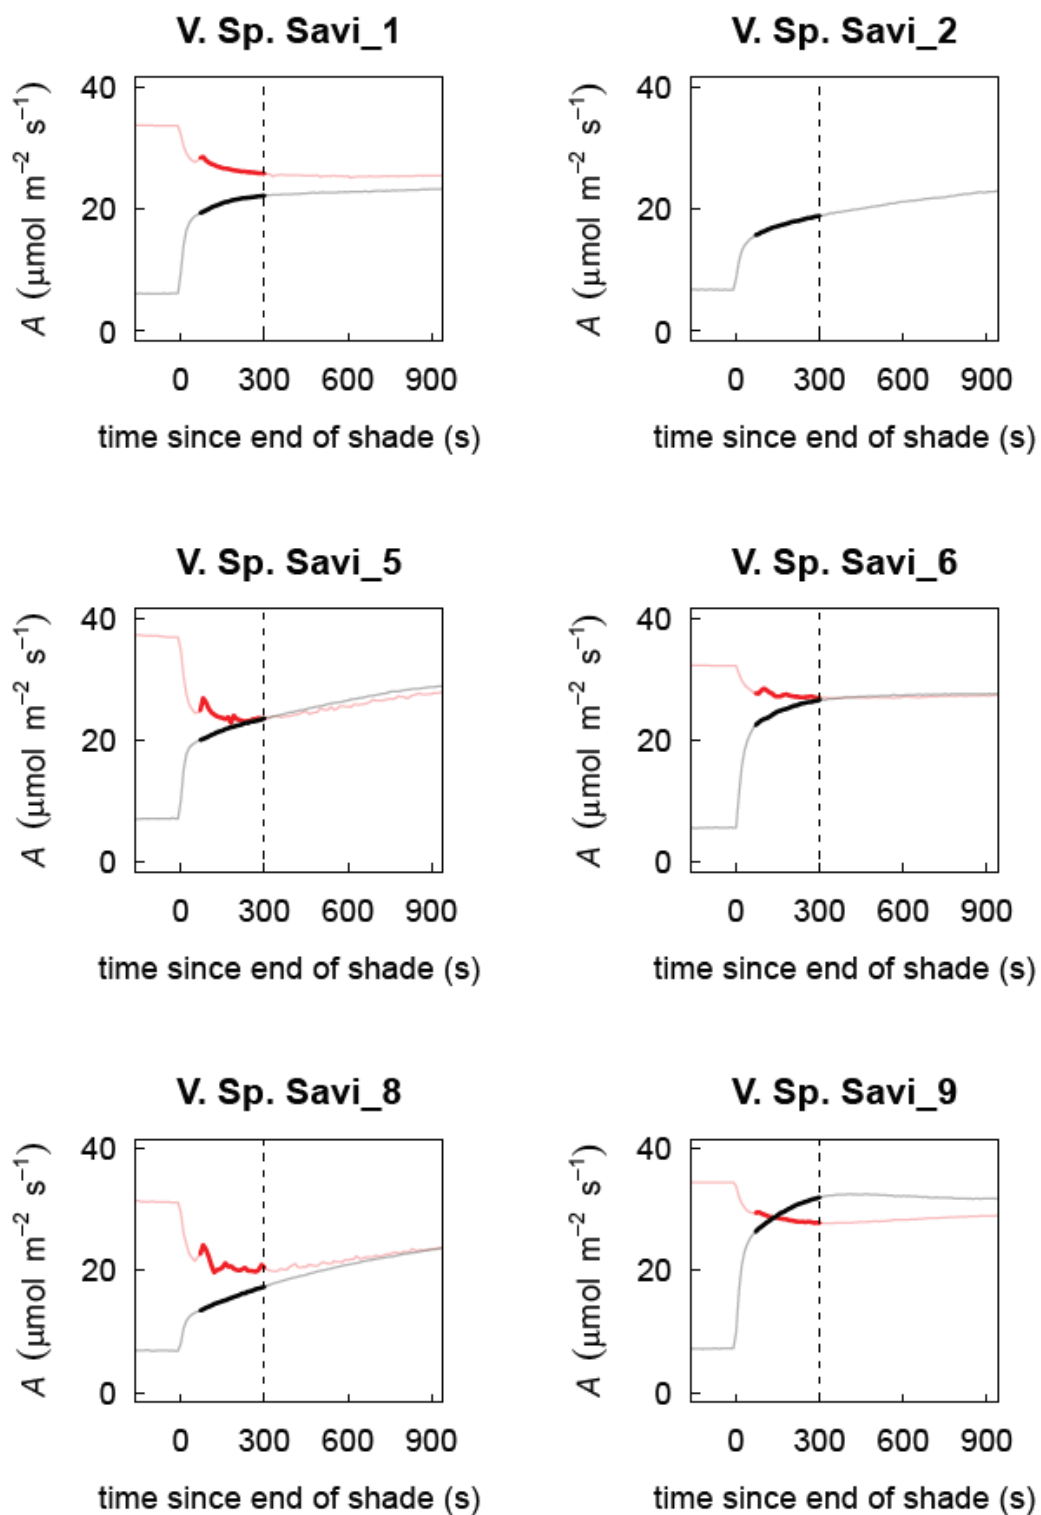 V. Sp. Savi_1
V. Sp. Savi_2
40
20
0
A (μmol m⁻² s⁻¹)
0 300 600 900
time since end of shade (s)
40
20
0
A (μmol m⁻² s⁻¹)
0 300 600 900
time since end of shade (s)
V. Sp. Savi_5
V. Sp. Savi_6
40
20
0
A (μmol m⁻² s⁻¹)
0 300 600 900
time since end of shade (s)
40
20
0
A (μmol m⁻² s⁻¹)
0 300 600 900
time since end of shade (s)
V. Sp. Savi_8
V. Sp. Savi_9
40
20
0
A (μmol m⁻² s⁻¹)
0 300 600 900
time since end of shade (s)
40
20
0
A (μmol m⁻² s⁻¹)
0 300 600 900
time since end of shade (s)